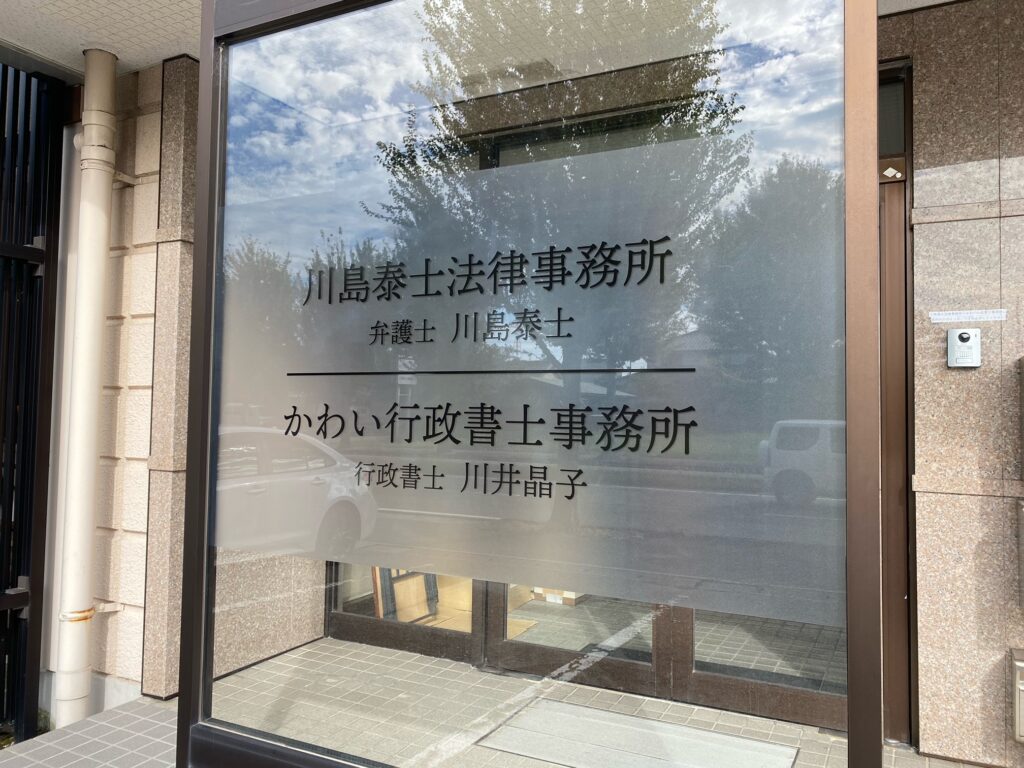 川島泰士法律事務所
弁護士 川島泰士
かわい行政書士事務所
行政書士 川井晶子